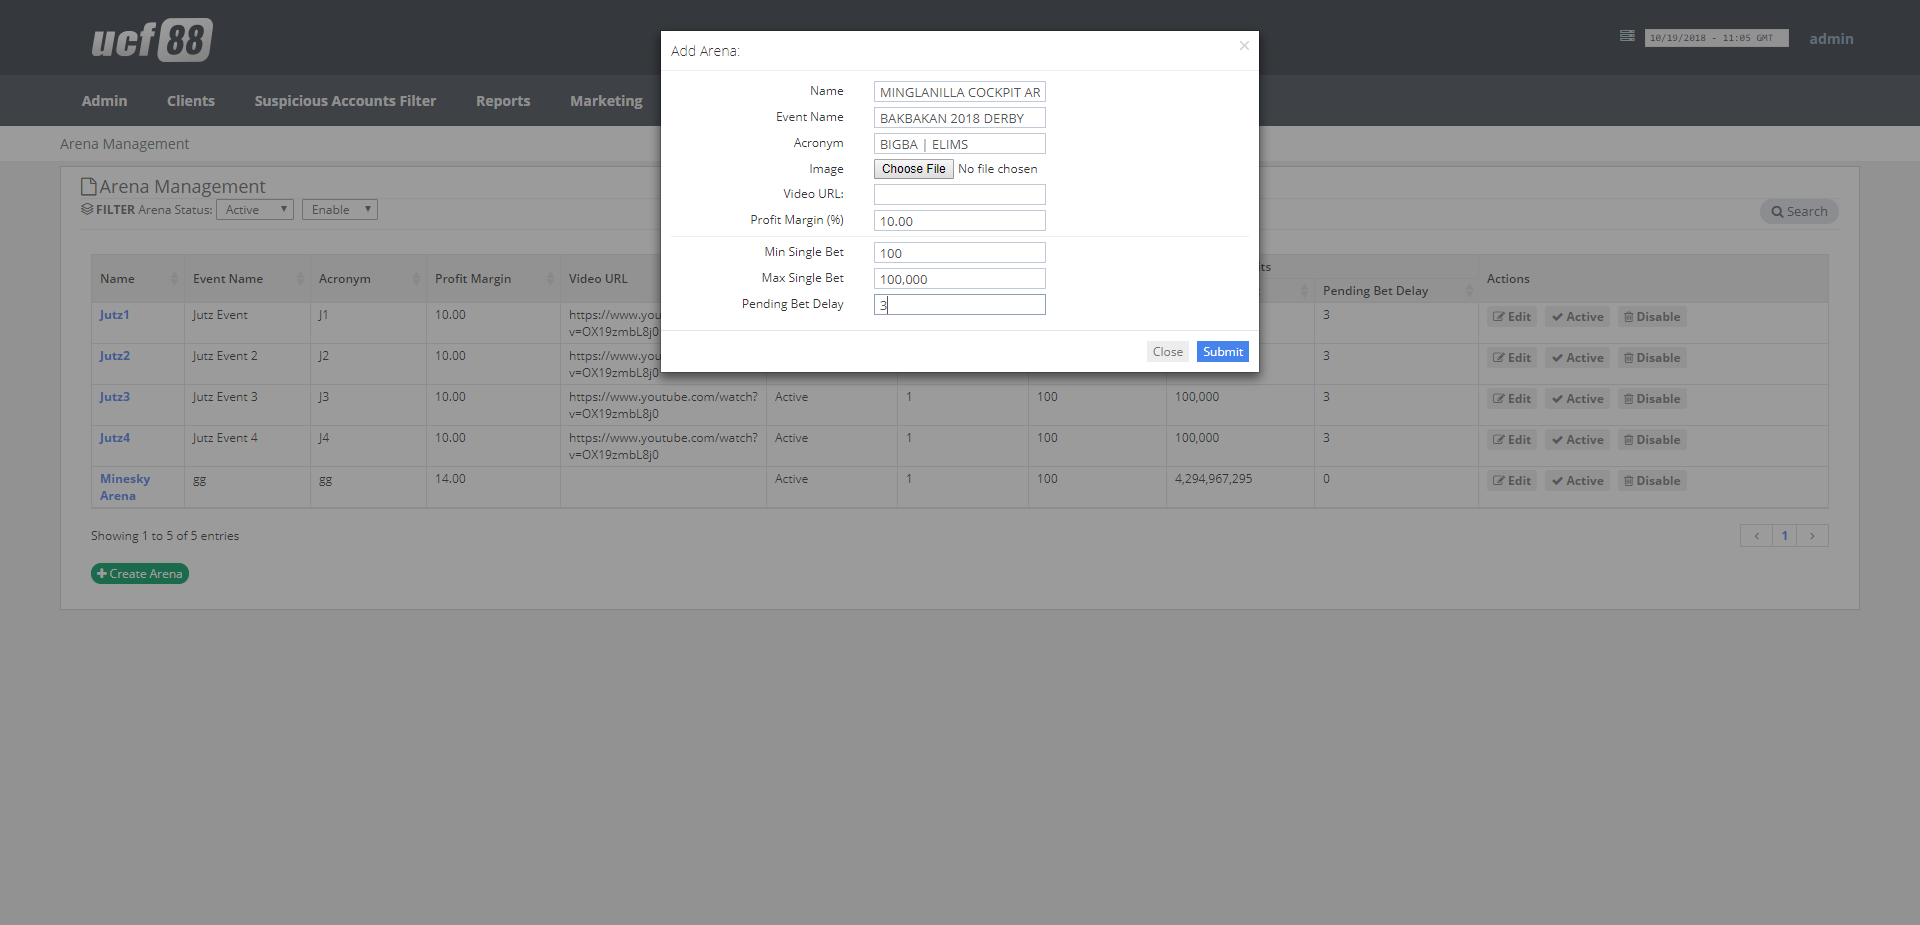 ucf 88
10/19/2018 - 11:05 GMT
admin
Admin
Clients
Suspicious Accounts Filter
Reports
Marketing
Arena Management
Add Arena:
×
Name
MINGLANILLA COCKPIT AR
Event Name
BAKBAKAN 2018 DERBY
Acronym
BIGBA | ELIMS
Image
Choose File No file chosen
Video URL:
Profit Margin (%)
10.00
Min Single Bet
100
Max Single Bet
100,000
Pending Bet Delay
3
Close
Submit
Arena Management
FILTER Arena Status: Active Enable
Search
Name Event Name Acronym Profit Margin Video URL its Pending Bet Delay Actions
Jutz1 Jutz Event J1 10.00 https://www.you 3 Edit Active Disable
v=OX19zmbL8j0
Jutz2 Jutz Event 2 J2 10.00 https://www.you 3 Edit Active Disable
v=OX19zmbL8j0
Jutz3 Jutz Event 3 J3 10.00 https://www.youtube.com/watch? Active 1 100 100,000 3 Edit Active Disable
v=OX19zmbL8j0
Jutz4 Jutz Event 4 J4 10.00 https://www.youtube.com/watch? Active 1 100 100,000 3 Edit Active Disable
v=OX19zmbL8j0
Minesky gg gg 14.00 Active 1 100 4,294,967,295 0 Edit Active Disable
Arena
Showing 1 to 5 of 5 entries
‹ 1 ›
Create Arena